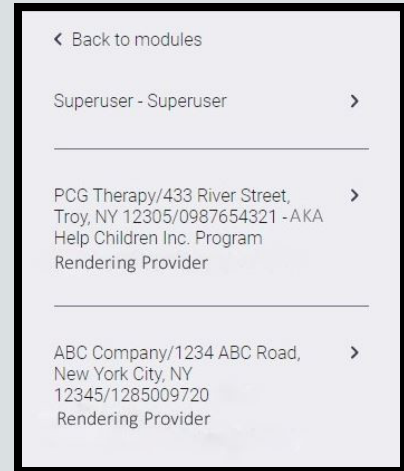 Back to modules
Superuser - Superuser
PCG Therapy/433 River Street,
Troy, NY 12305/0987654321 - AKA
Help Children Inc. Program
Rendering Provider
ABC Company/1234 ABC Road,
New York City, NY
12345/1285009720
Rendering Provider